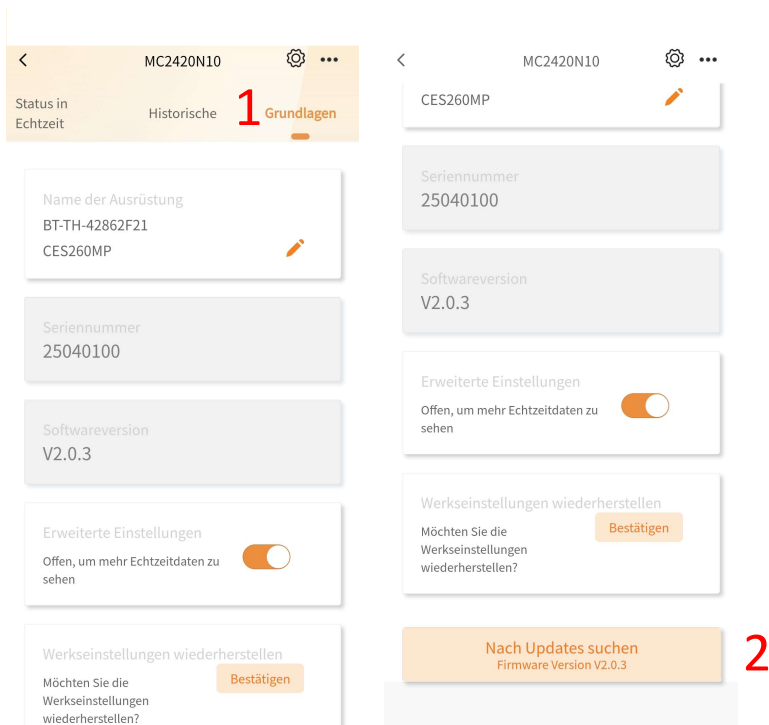 MC2420N10
Status in
Echtzeit
Historische
1
Grundlagen
Name der Ausrüstung
BT-TH-42862F21
CES260MP
Seriennummer
25040100
Softwareversion
V2.0.3
Erweiterte Einstellungen
Offen, um mehr Echtzeitdaten zu
sehen
Werkseinstellungen wiederherstellen
Möchten Sie die
Werkseinstellungen
wiederherstellen?
Bestätigen
MC2420N10
CES260MP
Seriennummer
25040100
Softwareversion
V2.0.3
Erweiterte Einstellungen
Offen, um mehr Echtzeitdaten zu
sehen
Werkseinstellungen wiederherstellen
Möchten Sie die
Werkseinstellungen
wiederherstellen?
Bestätigen
Nach Updates suchen
Firmware Version V2.0.3
2